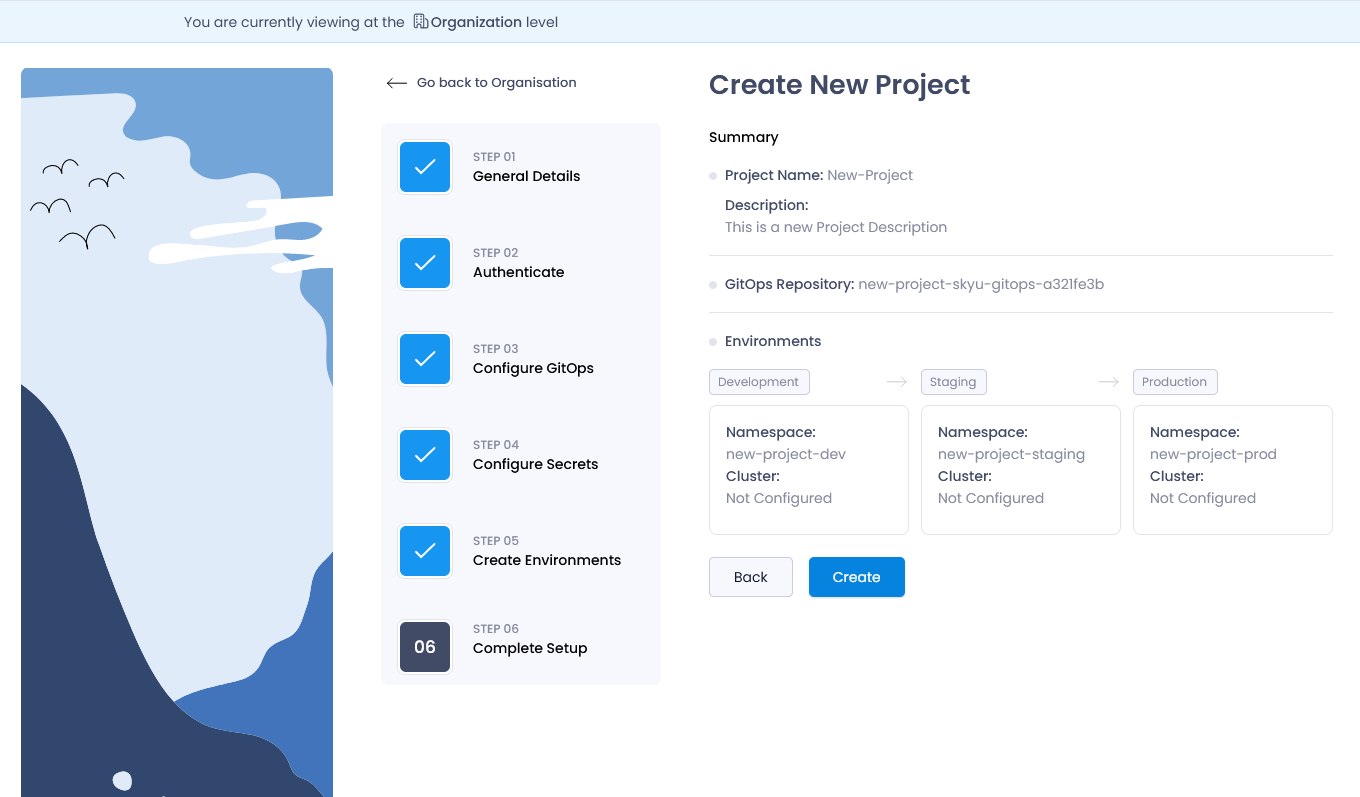 You are currently viewing at the Organization level
Go back to Organisation
STEP 01
General Details
STEP 02
Authenticate
STEP 03
Configure GitOps
STEP 04
Configure Secrets
STEP 05
Create Environments
06
STEP 06
Complete Setup
Create New Project
Summary
Project Name: New-Project
Description:
This is a new Project Description
GitOps Repository: new-project-skyu-gitops-a321fe3b
Environments
Development
Staging
Production
Namespace:
new-project-dev
Cluster:
Not Configured
Namespace:
new-project-staging
Cluster:
Not Configured
Namespace:
new-project-prod
Cluster:
Not Configured
Back
Create